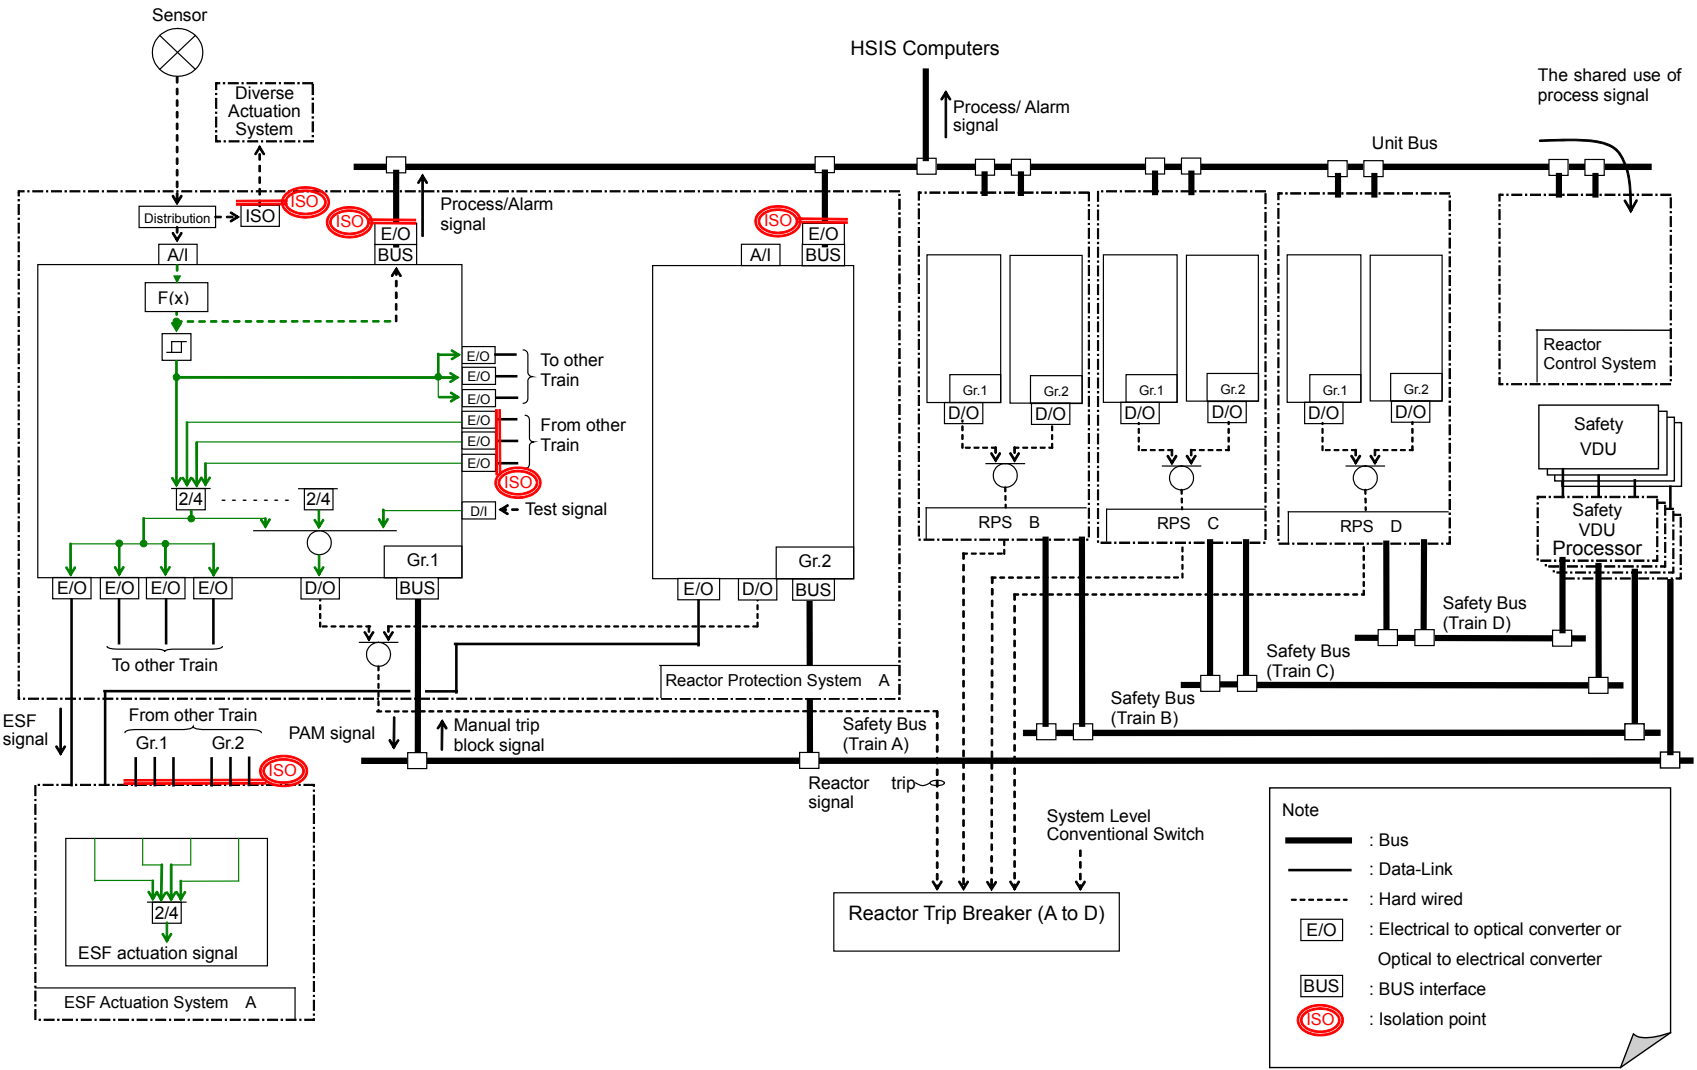 Sensor
HSIS Computers
The shared use of
process signal
Diverse
Actuation
System
Process/ Alarm
signal
Unit Bus
ISO
Distribution
ISO
ISO
Process/Alarm
signal
ISO
E/O
E/O
A/I
BUS
A/I
BUS
F(x)
E/O
E/O
E/O
To other
Train
E/O
E/O
E/O
From other
Train
ISO
2/4
2/4
D/I
Test signal
Gr.1
Gr.2
E/O
E/O
E/O
E/O
D/O
BUS
E/O
D/O
BUS
To other Train
Reactor Protection System A
Gr.1
Gr.2
D/O
D/O
RPS B
Gr.1
Gr.2
D/O
D/O
RPS C
Gr.1
Gr.2
D/O
D/O
RPS D
Reactor
Control System
Safety
VDU
Safety
VDU
Processor
Safety Bus
(Train D)
Safety Bus
(Train C)
Safety Bus
(Train B)
Safety Bus
(Train A)
ESF
signal
From other Train
Gr.1
Gr.2
ISO
PAM signal
Manual trip
block signal
Reactor trip
signal
System Level
Conventional Switch
Reactor Trip Breaker (A to D)
2/4
ESF actuation signal
ESF Actuation System A
Note
: Bus
: Data-Link
: Hard wired
E/O : Electrical to optical converter or
Optical to electrical converter
BUS : BUS interface
ISO : Isolation point